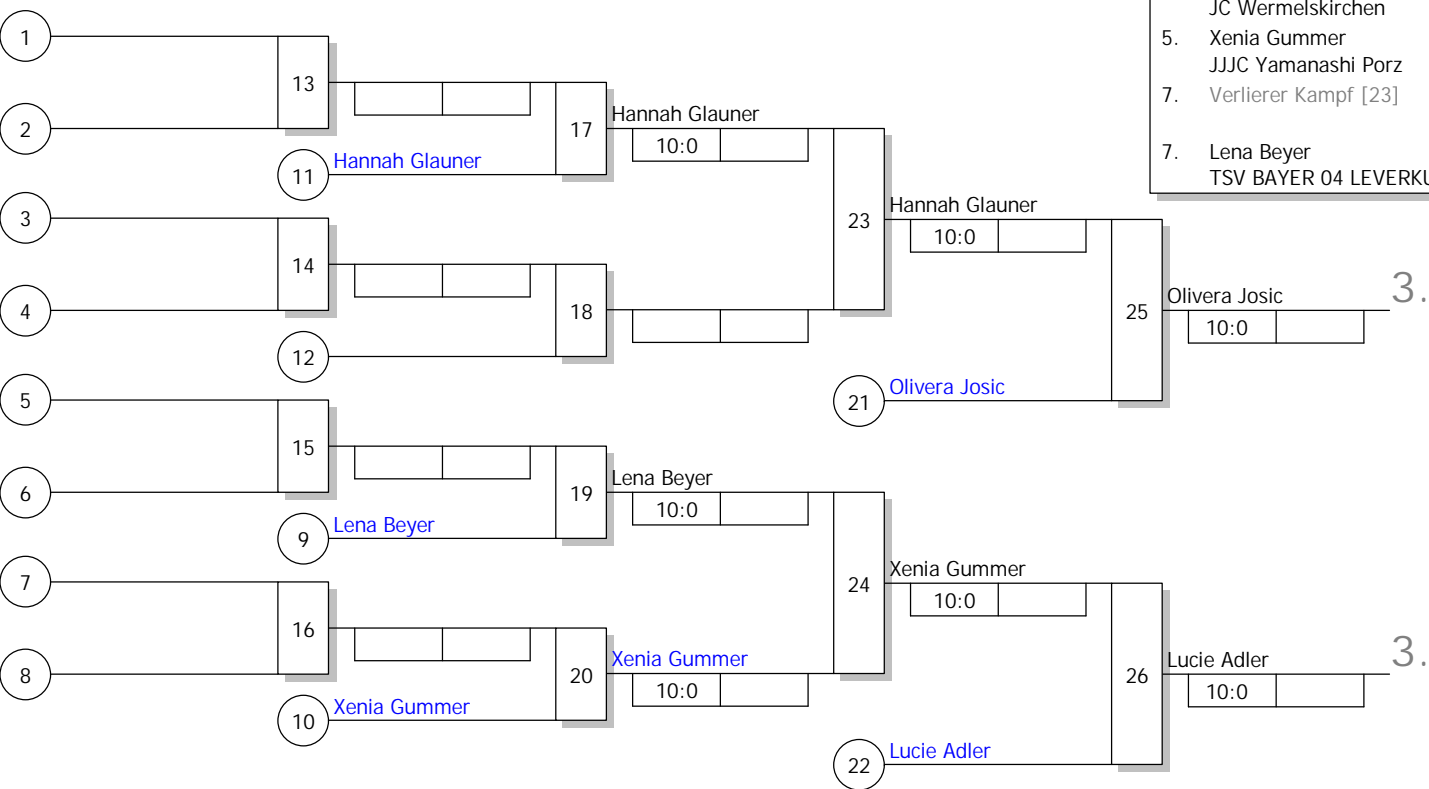 JC Wermelskirchen
5. Xenia Gummer
JJJC Yamanashi Porz
7. Verlierer Kampf [23]
7. Lena Beyer
TSV BAYER 04 LEVERKU
1
13
2
17
Hannah Glauner
10:0
11
Hannah Glauner
3
23
Hannah Glauner
10:0
14
4
18
12
25
Olivera Josic
10:0
3.
21
Olivera Josic
5
15
6
19
Lena Beyer
10:0
9
Lena Beyer
7
24
Xenia Gummer
10:0
16
8
20
Xenia Gummer
10:0
10
Xenia Gummer
26
Lucie Adler
10:0
3.
22
Lucie Adler